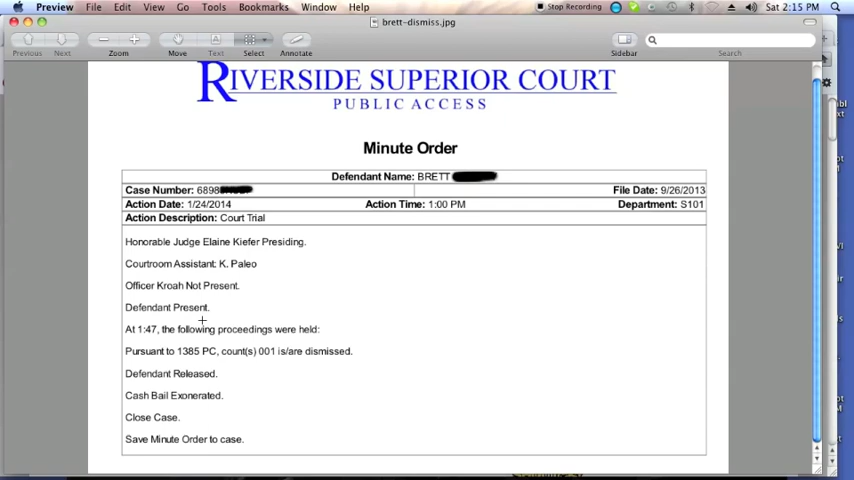 Preview File Edit View Go Tools Bookmarks Window Help Stop Recording Sat 2:15 PM
brett-dismiss.jpg
Previous Next Zoom Move Text Select Annotate Sidebar Search
RIVERSIDE SUPERIOR COURT
PUBLIC ACCESS
Minute Order
Defendant Name: BRETT
Case Number: 6898 File Date: 9/26/2013
Action Date: 1/24/2014 Action Time: 1:00 PM Department: S101
Action Description: Court Trial
Honorable Judge Elaine Kiefer Presiding.
Courtroom Assistant: K. Paleo
Officer Kroah Not Present.
Defendant Present.
At 1:47, the following proceedings were held:
Pursuant to 1385 PC, count(s) 001 is/are dismissed.
Defendant Released.
Cash Bail Exonerated.
Close Case.
Save Minute Order to case.